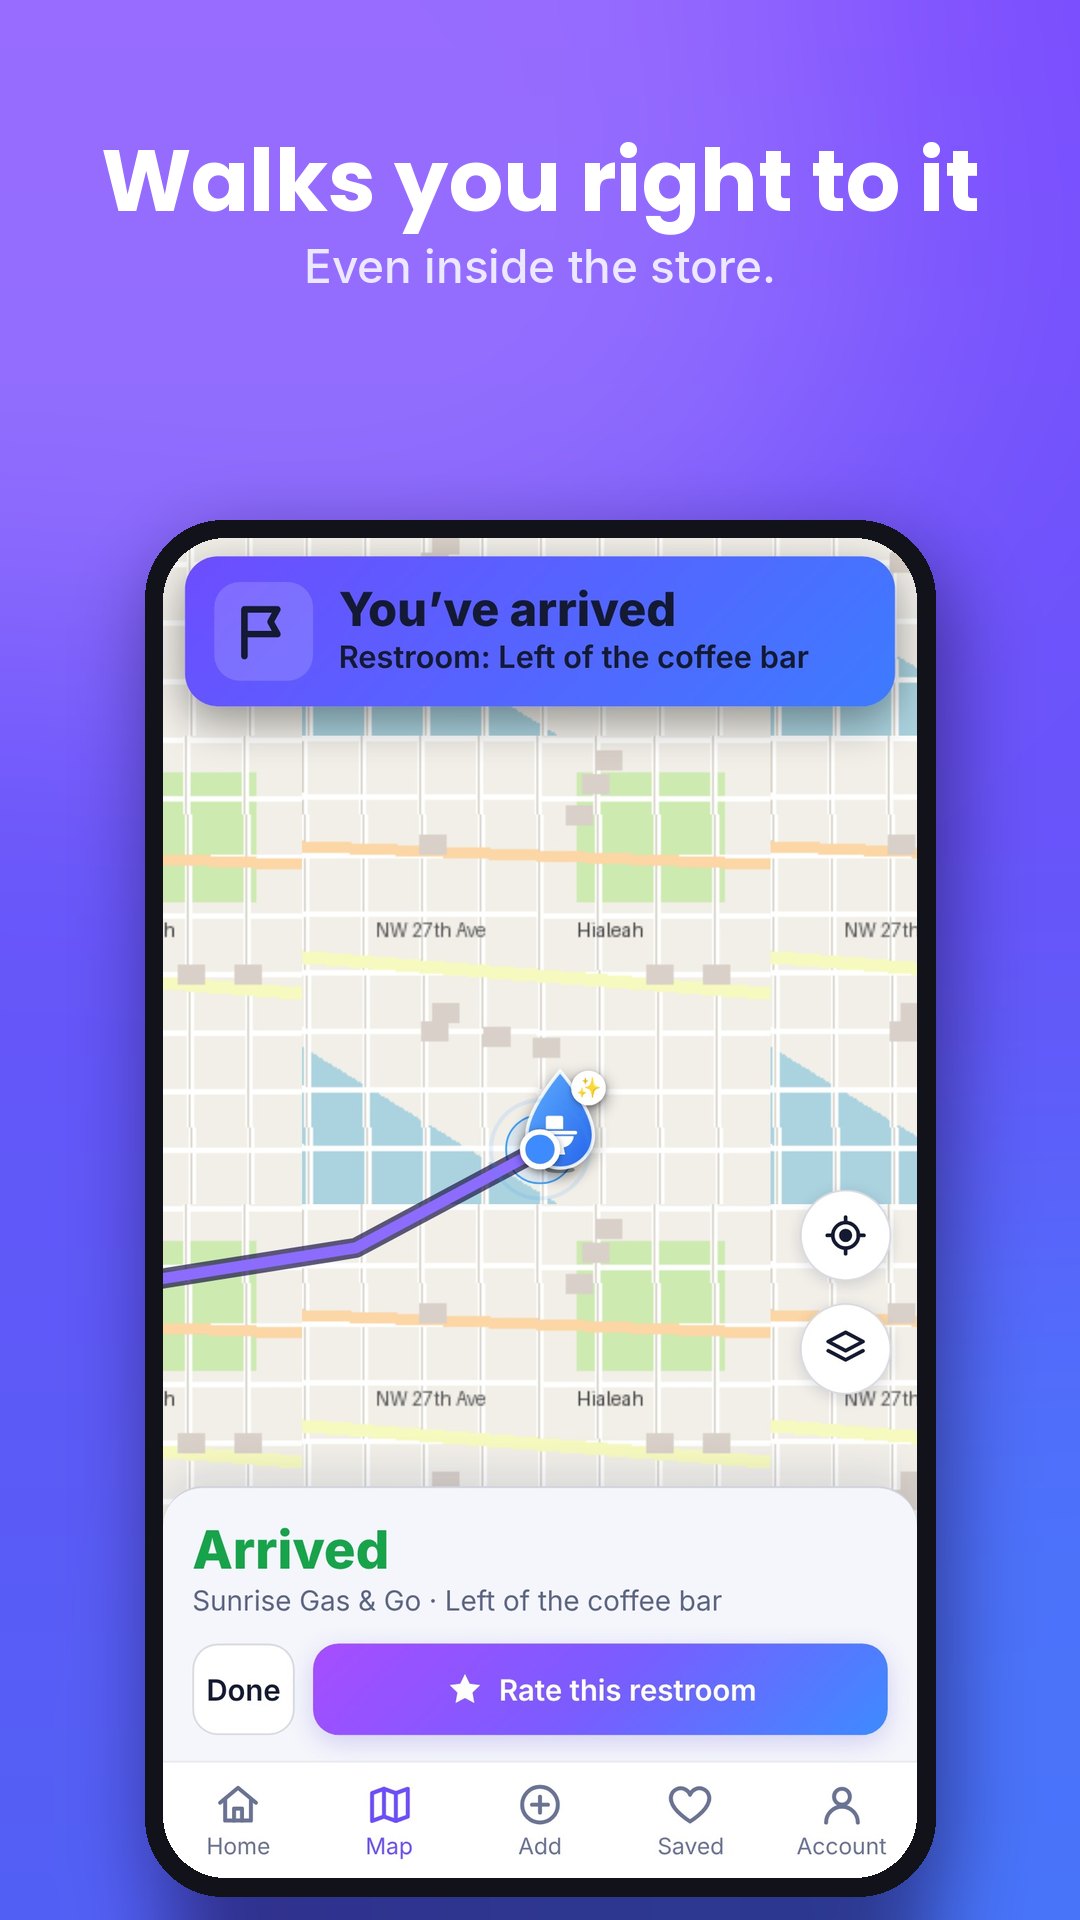 Walks you right to it
Even inside the store.
You’ve arrived
Restroom: Left of the coffee bar
h
NW 27th Ave
Hialeah
NW 27th
h
NW 27th Ave
Hialeah
NW 27th
Arrived
Sunrise Gas & Go · Left of the coffee bar
Done
Rate this restroom
Home
Map
Add
Saved
Account